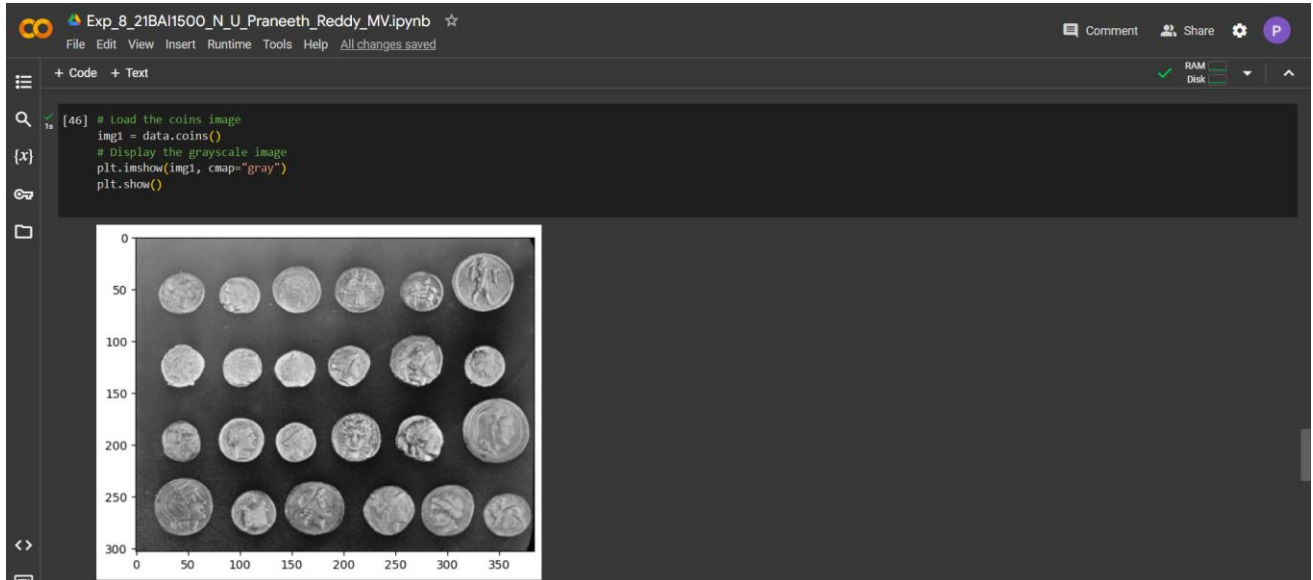 Exp_8_21BAI1500_N_U_Praneeth_Reddy_MV.ipynb
Comment
Share
P
File Edit View Insert Runtime Tools Help All changes saved
+ Code + Text
RAM
Disk
1s
[46] # Load the coins image
img1 = data.coins()
# Display the grayscale image
plt.imshow(img1, cmap="gray")
plt.show()
{x}
0
50
100
150
200
250
300
0 50 100 150 200 250 300 350